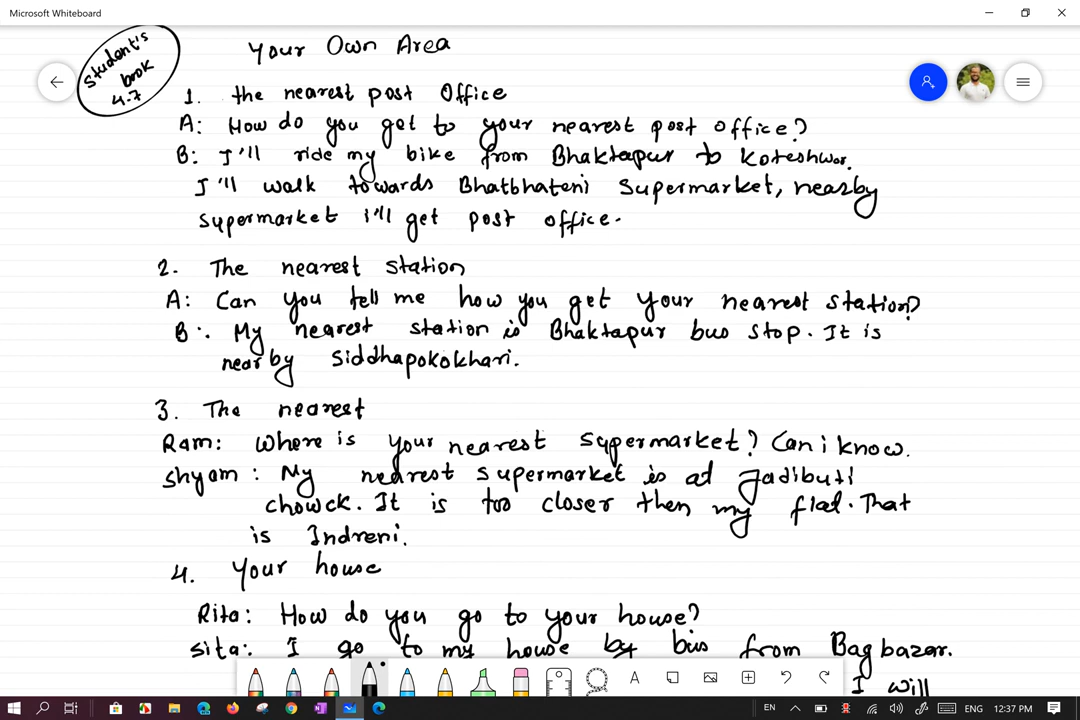 Microsoft Whiteboard
Student's
book
4.7
Your Own Area
1. the nearest post Office
A: How do you get to your nearest post office?
B: I'll ride my bike from Bhaktapur to Koteshwor.
I'll walk towards Bhatbhateni Supermarket, nearby
supermarket i'll get post office.
2. The nearest station
A: Can you tell me how you get your nearest station?
B: My nearest station is Bhaktapur bus stop. It is
nearby Siddhapokokhari.
3. The nearest
Ram: Where is your nearest supermarket? Can i know.
Shyam: My nearest supermarket is at Jadibuti
chowck. It is too closer then my flat. That
is Indreni.
4. Your house
Rita: How do you go to your house?
Sita: I go to my house by bus from Bagbazar.
I will
A
EN
ENG 12:37 PM